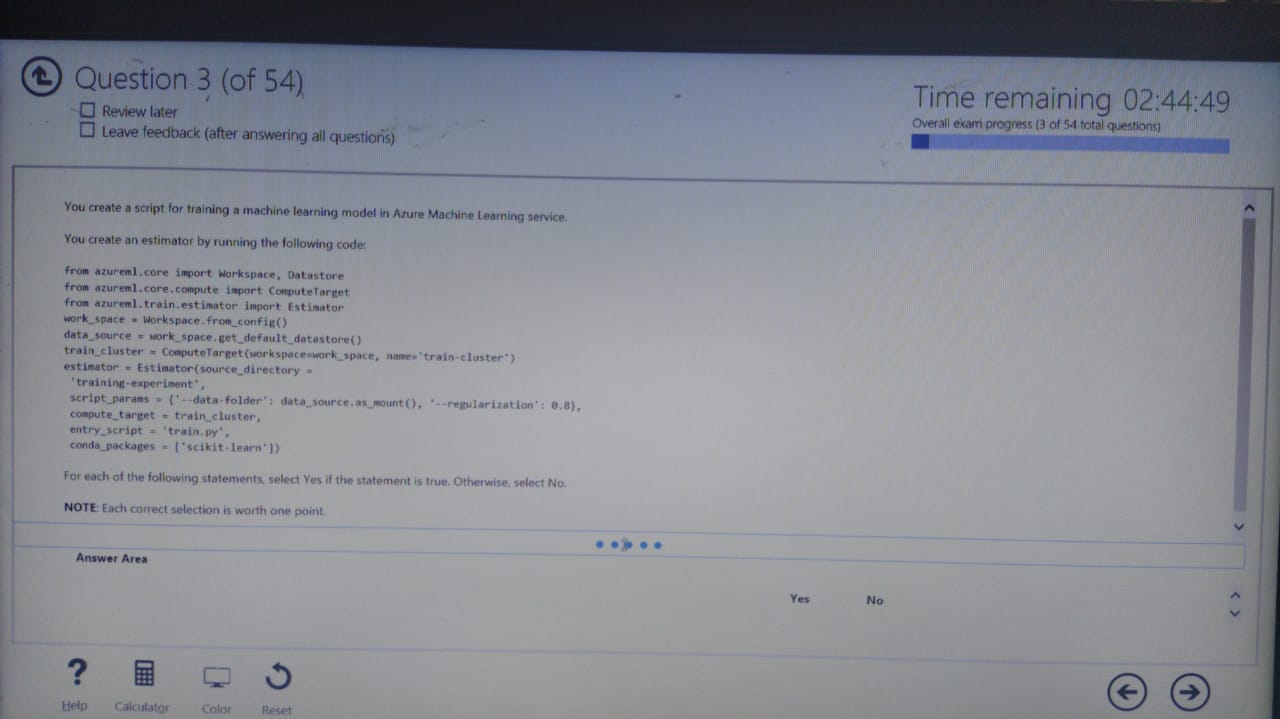 Question 3 (of 54)
Review later
Leave feedback (after answering all questions)
Time remaining 02:44:49
Overall exam progress (3 of 54 total questions)
You create a script for training a machine learning model in Azure Machine Learning service.
You create an estimator by running the following code:
from azureml.core import Workspace, Datastore
from azureml.core.compute import ComputeTarget
from azureml.train.estimator import Estimator
work_space = Workspace.from_config()
data_source = work_space.get_default_datastore()
train_cluster = ComputeTarget(workspace=work_space, name='train-cluster')
estimator = Estimator(source_directory =
'training-experiment',
script_params = {'--data-folder': data_source.as_mount(), '--regularization': 0.8},
compute_target = train_cluster,
entry_script = 'train.py',
conda_packages = ['scikit-learn'])
For each of the following statements, select Yes if the statement is true. Otherwise, select No.
NOTE: Each correct selection is worth one point.
Answer Area
Yes No
Help Calculator Color Reset